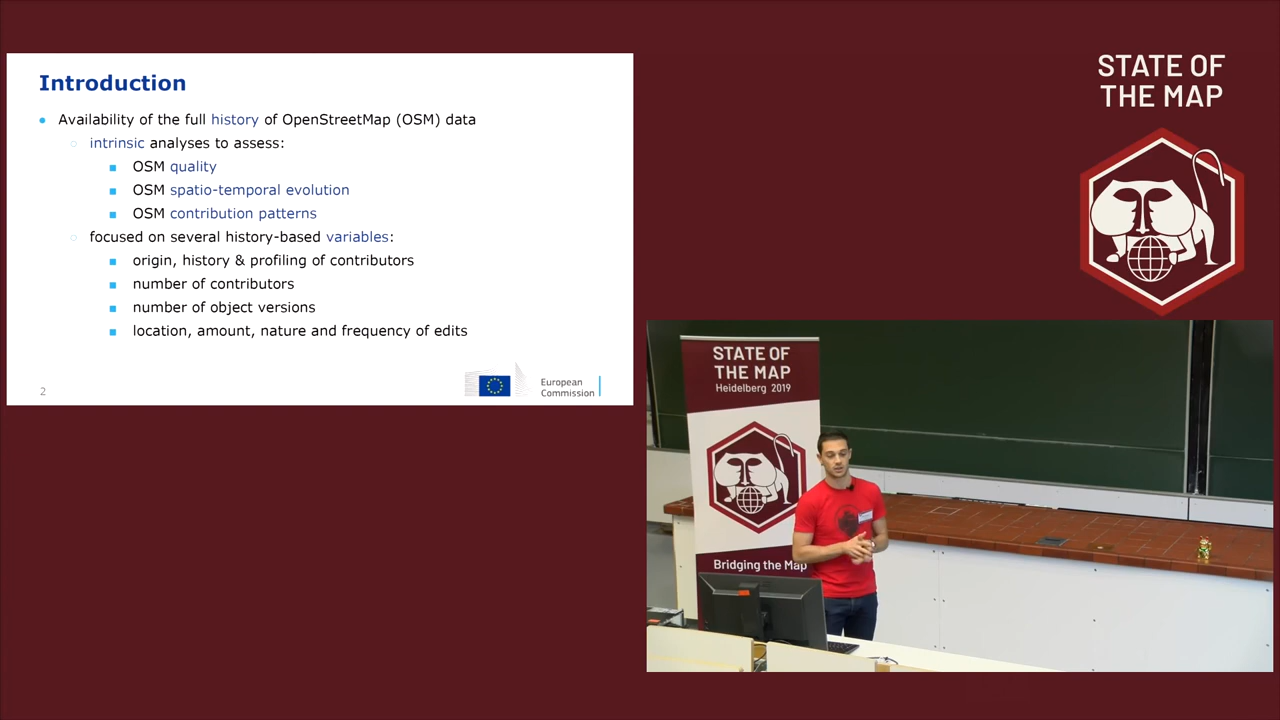 Introduction
Availability of the full history of OpenStreetMap (OSM) data
intrinsic analyses to assess:
OSM quality
OSM spatio-temporal evolution
OSM contribution patterns
focused on several history-based variables:
origin, history & profiling of contributors
number of contributors
number of object versions
location, amount, nature and frequency of edits
2
European
Commission
STATE OF
THE MAP
STATE OF
THE MAP
Heidelberg 2019
Bridging the Map